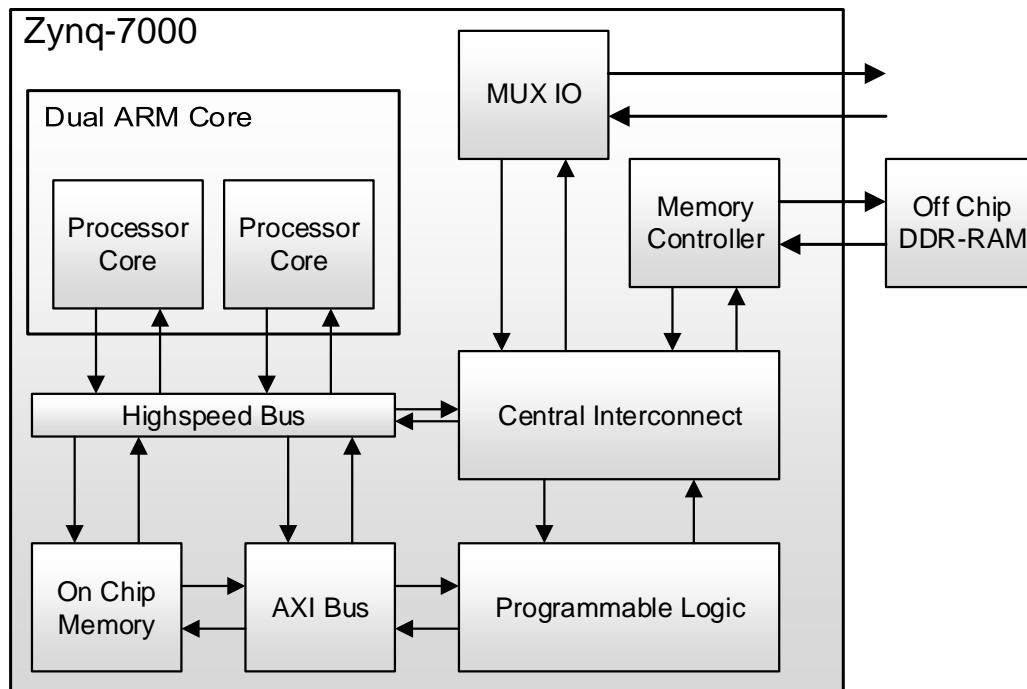 Zynq-7000
MUX IO
Dual ARM Core
Processor
Core
Processor
Core
Memory
Controller
Off Chip
DDR-RAM
Highspeed Bus
Central Interconnect
On Chip
Memory
AXI Bus
Programmable Logic